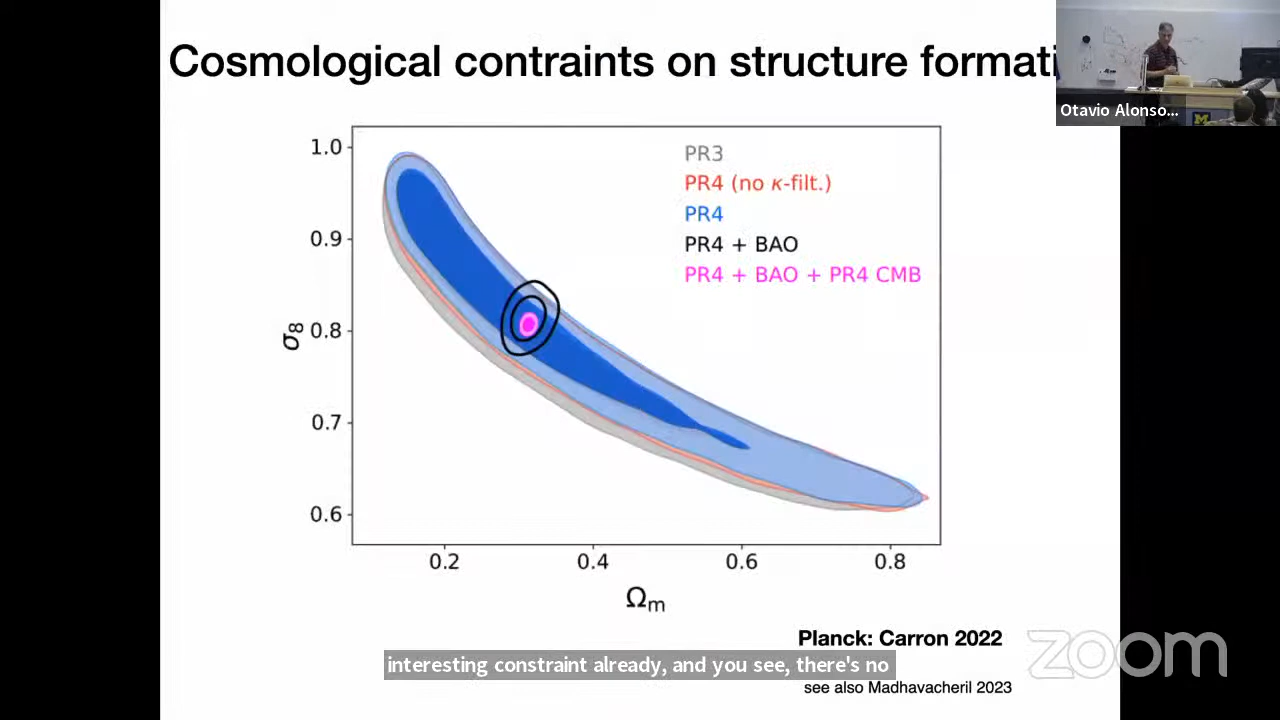 Cosmological contraints on structure formati
Otavio Alonso...
M
PR3
PR4 (no κ-filt.)
PR4
PR4 + BAO
PR4 + BAO + PR4 CMB
1.0
0.9
0.8
0.7
0.6
σ8
0.2 0.4 0.6 0.8
Ωm
Planck: Carron 2022
interesting constraint already, and you see, there's no
see also Madhavacheril 2023
zoom